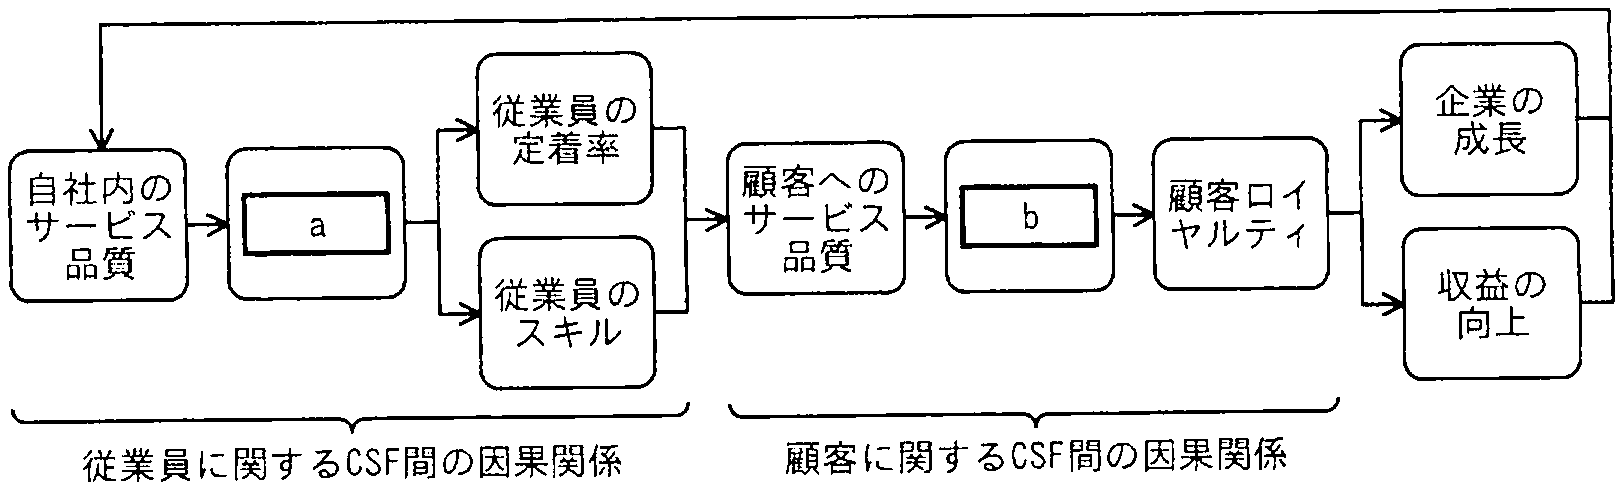 自社内の
サービス
品質
a
従業員の
定着率
従業員の
スキル
顧客への
サービス
品質
b
顧客ロイ
ヤルティ
企業の
成長
収益の
向上
従業員に関するCSF間の因果関係
顧客に関するCSF間の因果関係